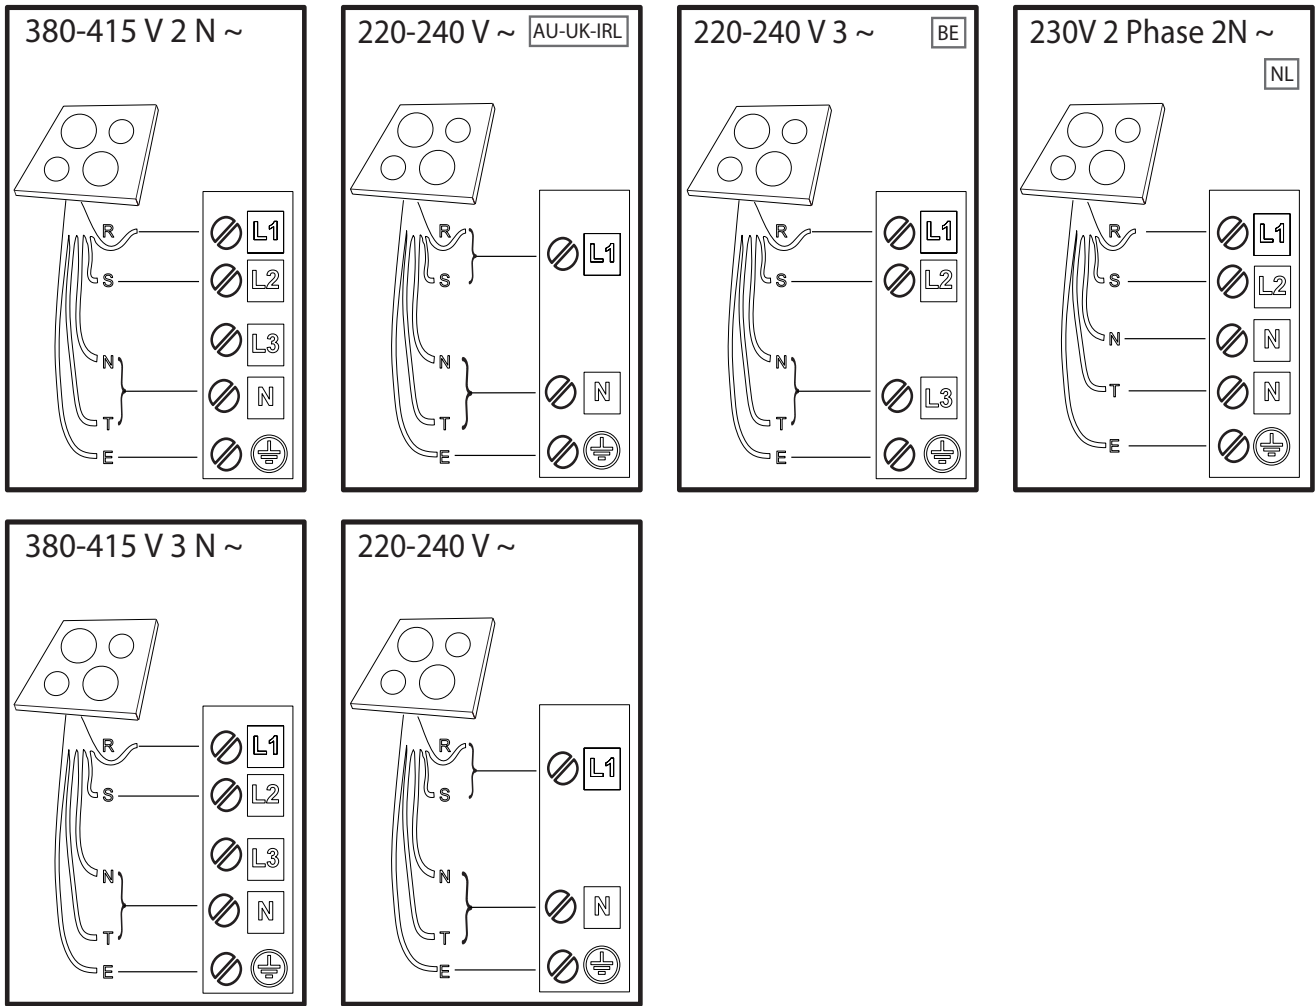 380-415 V 2 N ~
R L1
S L2
L3
N
N
T
E
220-240 V ~ AU-UK-IRL
R
L1
S
N
N
T
E
220-240 V 3 ~ BE
R L1
S L2
N
L3
T
E
230V 2 Phase 2N ~
NL
R L1
S L2
N N
T N
E
380-415 V 3 N ~
R L1
S L2
L3
N
N
T
E
220-240 V ~
R
L1
S
N
N
T
E